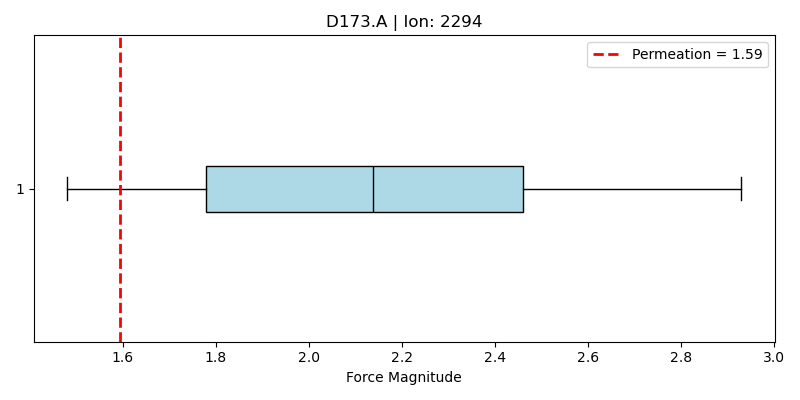 D173.A | Ion: 2294
Permeation = 1.59
1
1.6 1.8 2.0 2.2 2.4 2.6 2.8 3.0
Force Magnitude